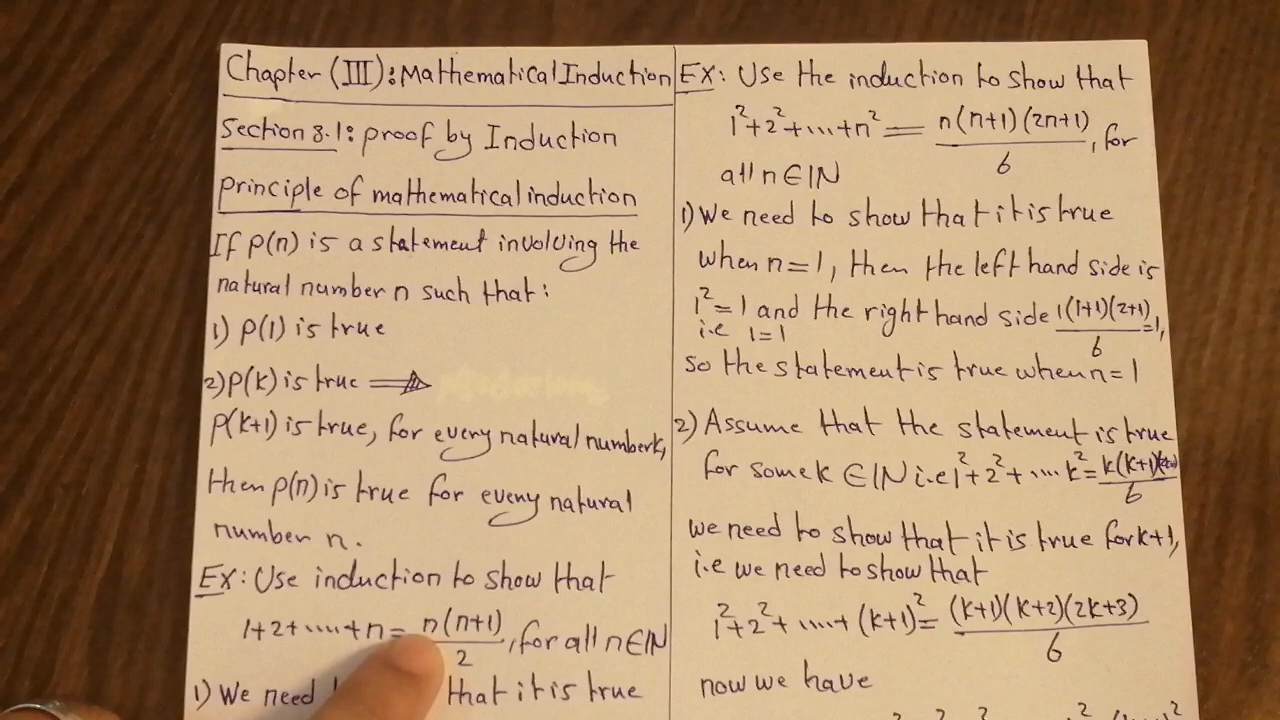 Chapter (III): Mathematical Induction
Section 3.1: proof by Induction
principle of mathematical induction
If p(n) is a statement involving the
natural number n such that:
1) p(1) is true
2) p(k) is true ⟹
p(k+1) is true, for every natural number k,
then p(n) is true for every natural
number n.
EX: Use induction to show that
1+2+.....+n = n(n+1)/2, for all n∈ℕ
1) We need that it is true
EX: Use the induction to show that
1²+2²+...+n² = n(n+1)(2n+1)/6, for
all n∈ℕ
1) We need to show that it is true
when n=1, then the left hand side is
1²=1 and the right hand side 1(1+1)(2+1)/6 = 1,
i.e 1=1
so the statement is true when n=1
2) Assume that the statement is true
for some k∈ℕ i.e 1²+2²+....k² = k(k+1)/6
we need to show that it is true for k+1,
i.e we need to show that
1²+2²+.....+(k+1)² = (k+1)(k+2)(2k+3)/6
now we have